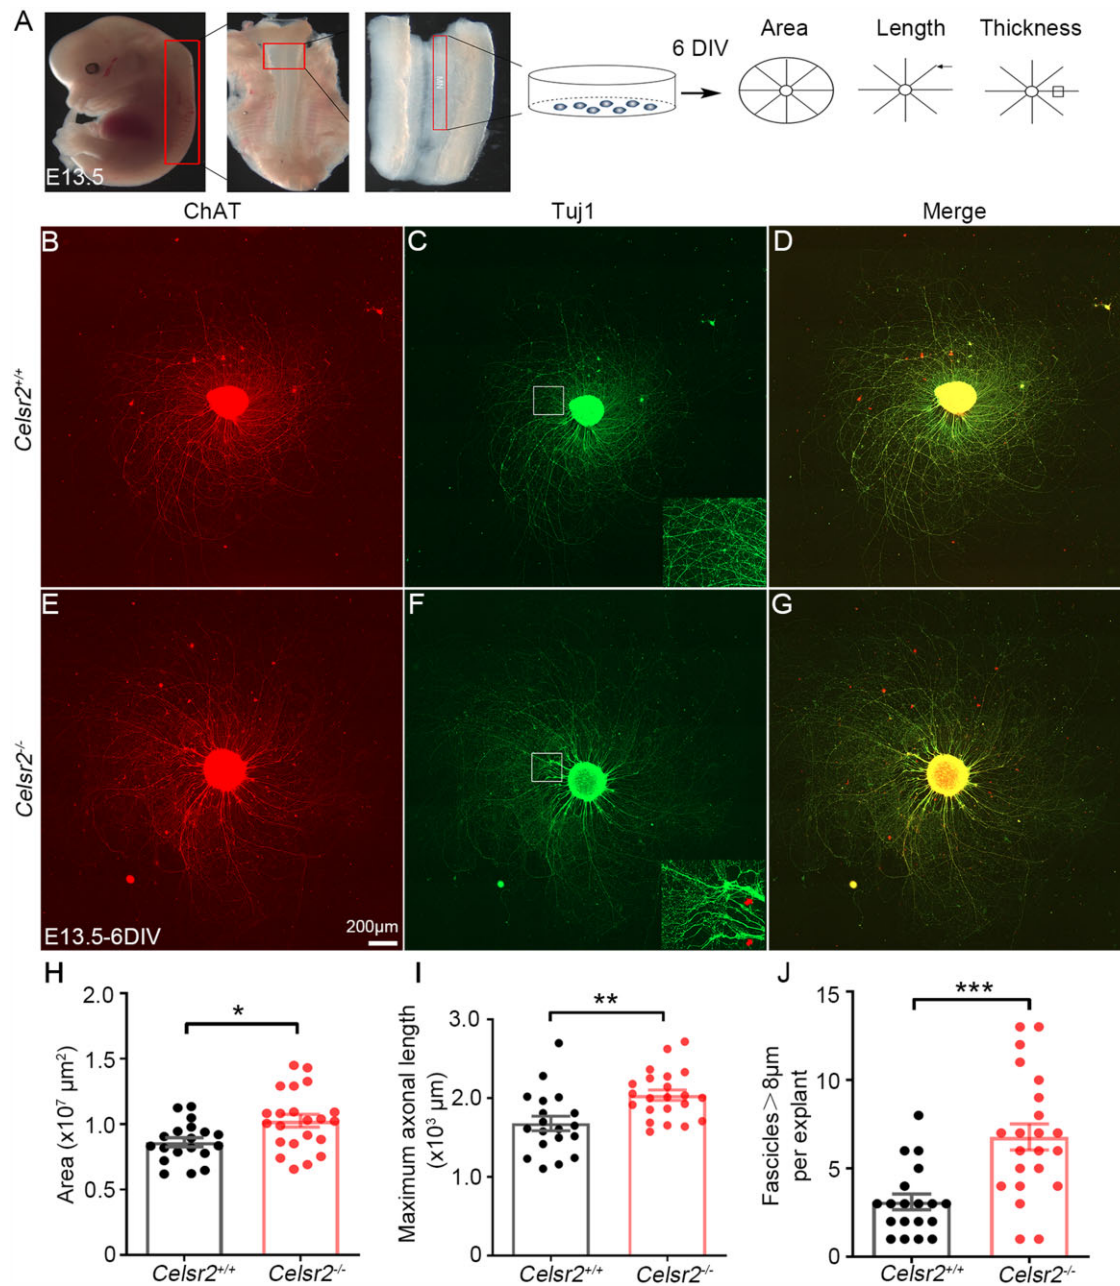 A
E13.5
MN
6 DIV
Area
Length
Thickness
ChAT
Tuj1
Merge
B
C
D
Celsr2+/+
E
F
G
Celsr2-/-
E13.5-6DIV
200μm
H
I
J
2.0
1.5
1.0
0.5
0
Area (x10⁷ μm²)
*
Celsr2+/+
Celsr2-/-
3.0
2.0
1.0
0
Maximum axonal length
(x10³ μm)
**
Celsr2+/+
Celsr2-/-
15
10
5
0
Fascicles＞8μm
per explant
***
Celsr2+/+
Celsr2-/-